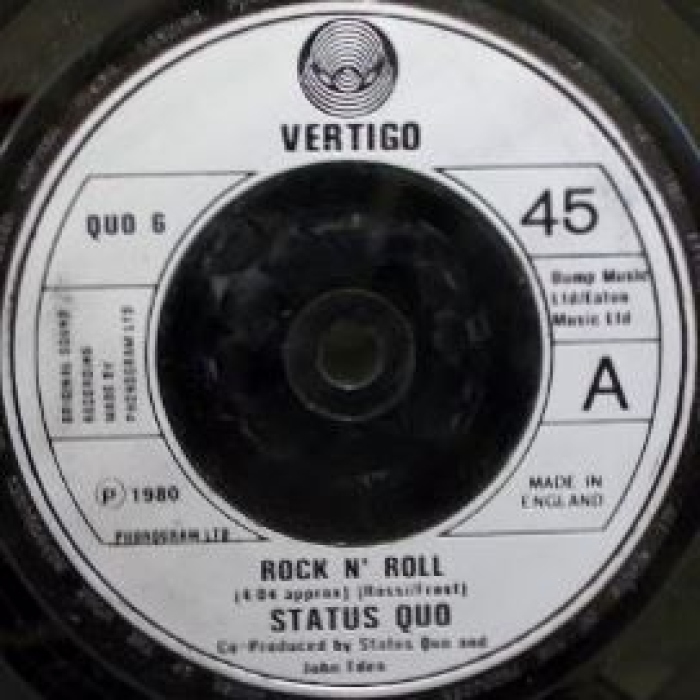 VERTIGO
QUO 6
45
Bump Music
Ltd/Eaton
Music Ltd
ORIGINAL SOUND
RECORDING
MADE BY
PHONOGRAM LTD
A
Ⓟ 1980
PHONOGRAM LTD
MADE IN
ENGLAND
ROCK N' ROLL
(4·04 approx) (Rossi/Frost)
STATUS QUO
Co-Produced by Status Quo and
John Eden